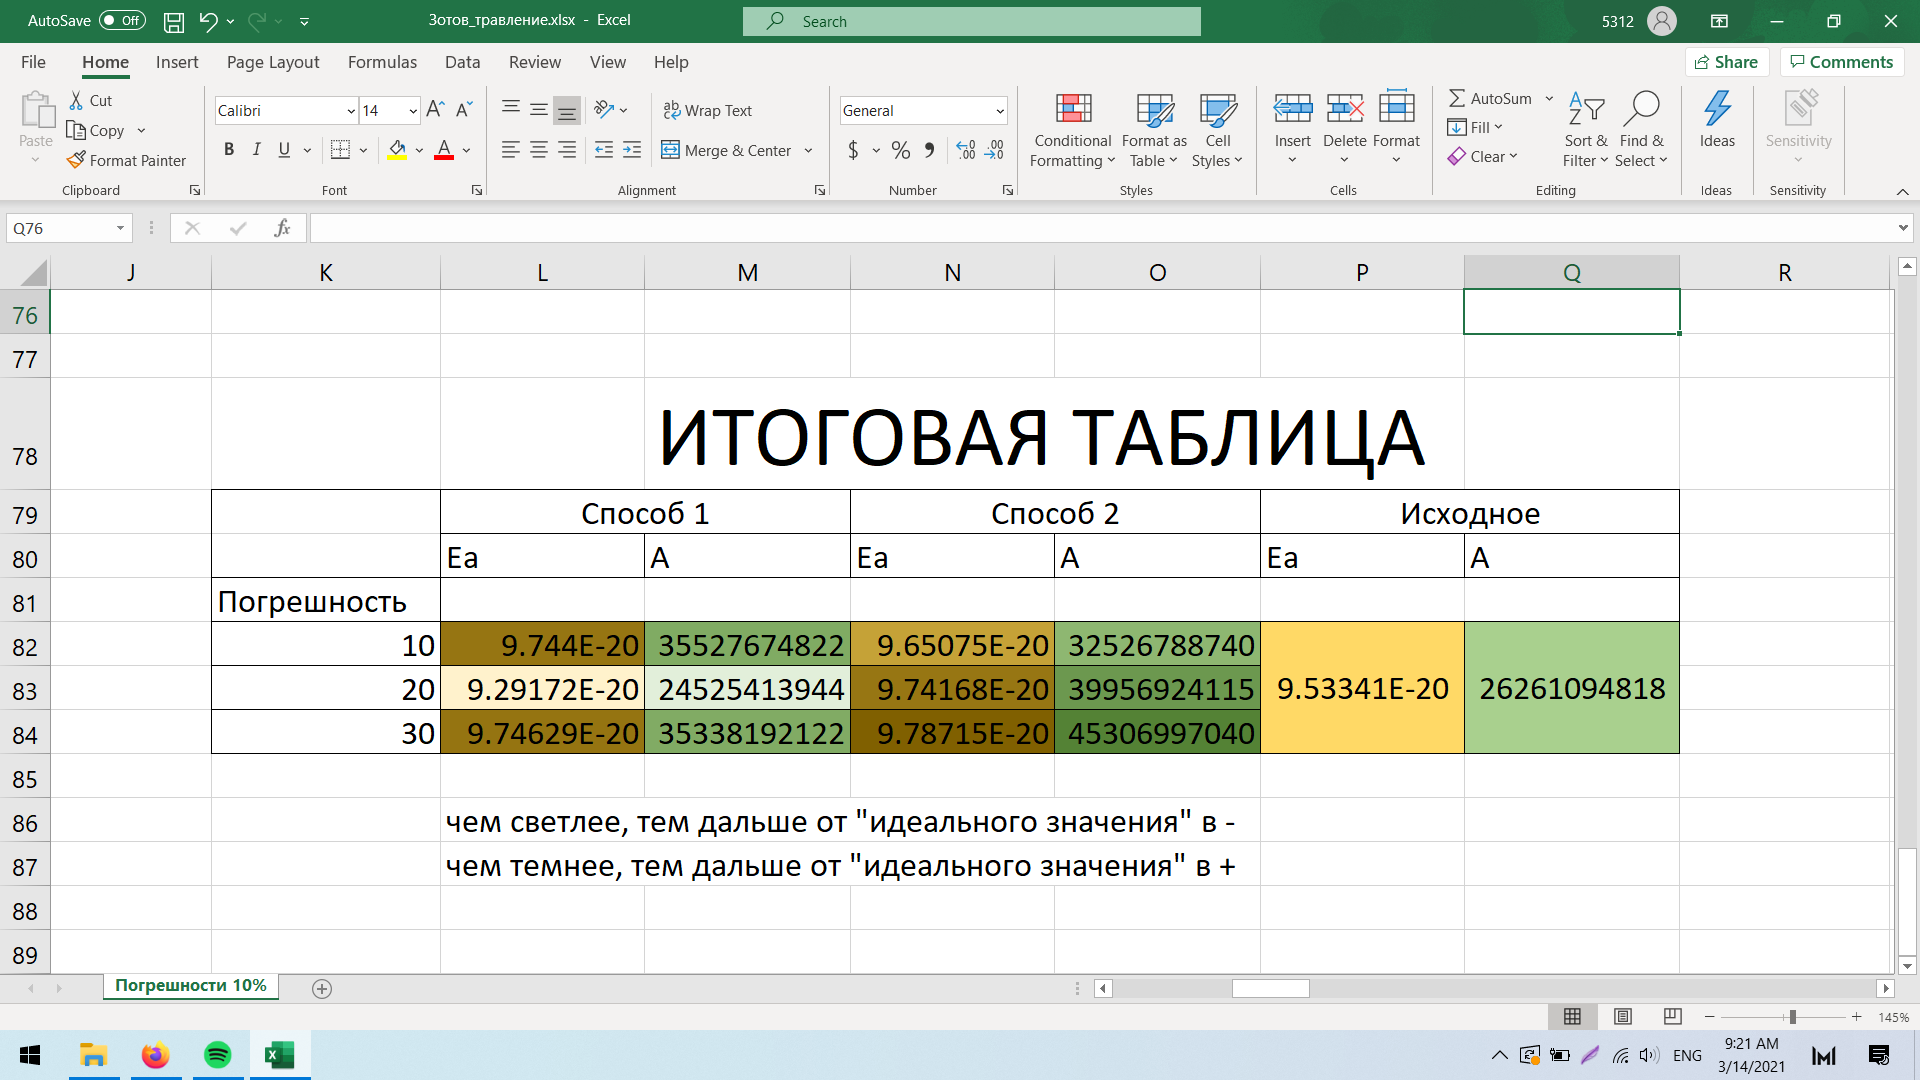 AutoSave Off Зотов_травление.xlsx - Excel Search 5312
File Home Insert Page Layout Formulas Data Review View Help Share Comments
Paste Cut Copy Format Painter Clipboard
Calibri 14 A A B I U A Font
ab Wrap Text Merge & Center Alignment
General $ % Number
Conditional Formatting Format as Table Cell Styles Styles
Insert Delete Format Cells
AutoSum Fill Clear Sort & Filter Find & Select Editing
Ideas Ideas
Sensitivity Sensitivity
Q76 fx
J K L M N O P Q R
76
77
78 ИТОГОВАЯ ТАБЛИЦА
79 Способ 1 Способ 2 Исходное
80 Ea A Ea A Ea A
81 Погрешность
82 10 9.744E-20 35527674822 9.65075E-20 32526788740
83 20 9.29172E-20 24525413944 9.74168E-20 39956924115 9.53341E-20 26261094818
84 30 9.74629E-20 35338192122 9.78715E-20 45306997040
85
86 чем светлее, тем дальше от "идеального значения" в -
87 чем темнее, тем дальше от "идеального значения" в +
88
89
Погрешности 10%
145%
ENG 9:21 AM
3/14/2021